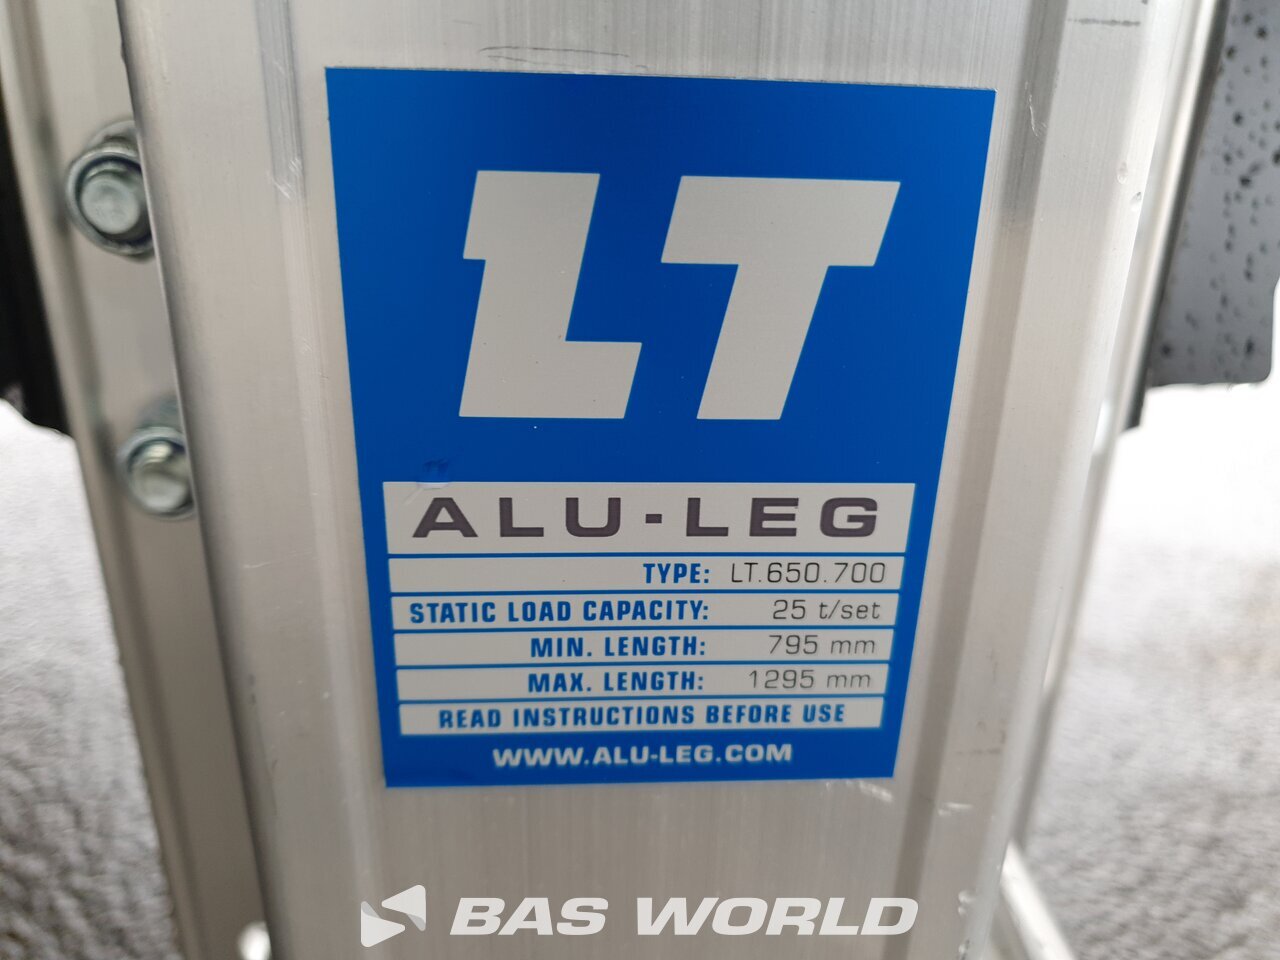 LT
ALU-LEG
TYPE: LT.650.700
STATIC LOAD CAPACITY: 25 t/set
MIN. LENGTH: 795 mm
MAX. LENGTH: 1295 mm
READ INSTRUCTIONS BEFORE USE
WWW.ALU-LEG.COM
BAS WORLD